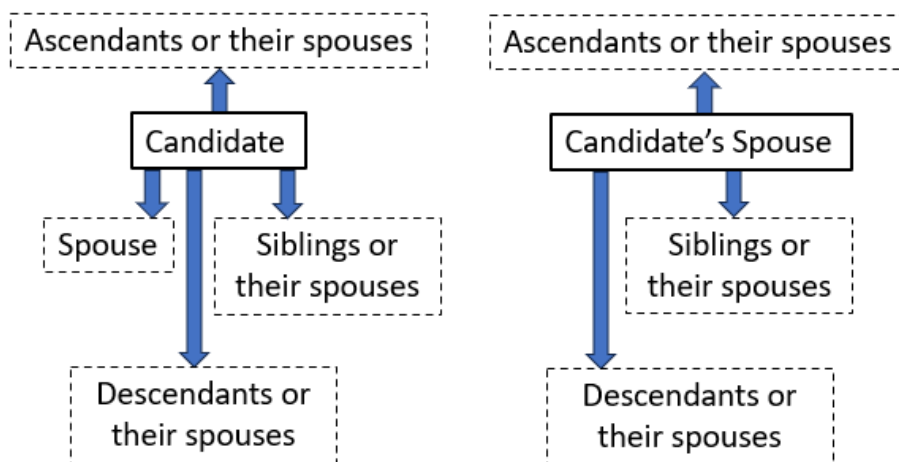 Ascendants or their spouses
Candidate
Spouse
Siblings or
their spouses
Descendants or
their spouses
Ascendants or their spouses
Candidate’s Spouse
Siblings or
their spouses
Descendants or
their spouses